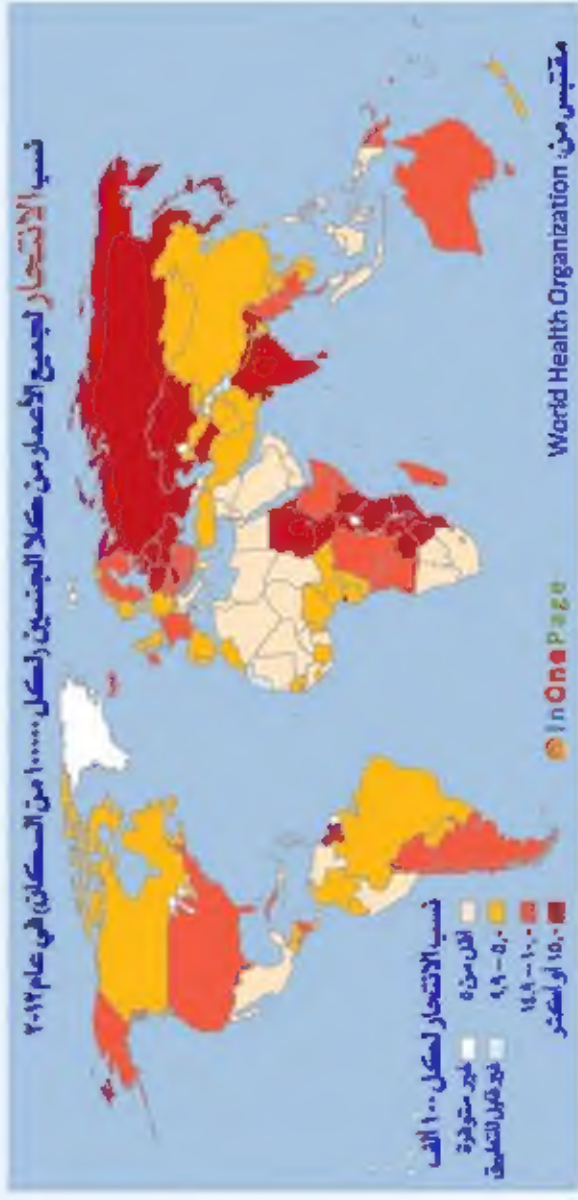 نسب الانتحار لجميع الأعمار من كلا الجنسين (لكل ١٠٠٠٠٠ من السكان) في عام ٢٠١٢
نسب الانتحار لكل ١٠٠ ألف
أقل من ٥
٥,٠ – ٩,٩
١٠,٠ – ١٤,٩
١٥,٠ أو أكثر
غير متوفرة
غير قابل للتطبيق
@InOnePage
مقتبس من: World Health Organization